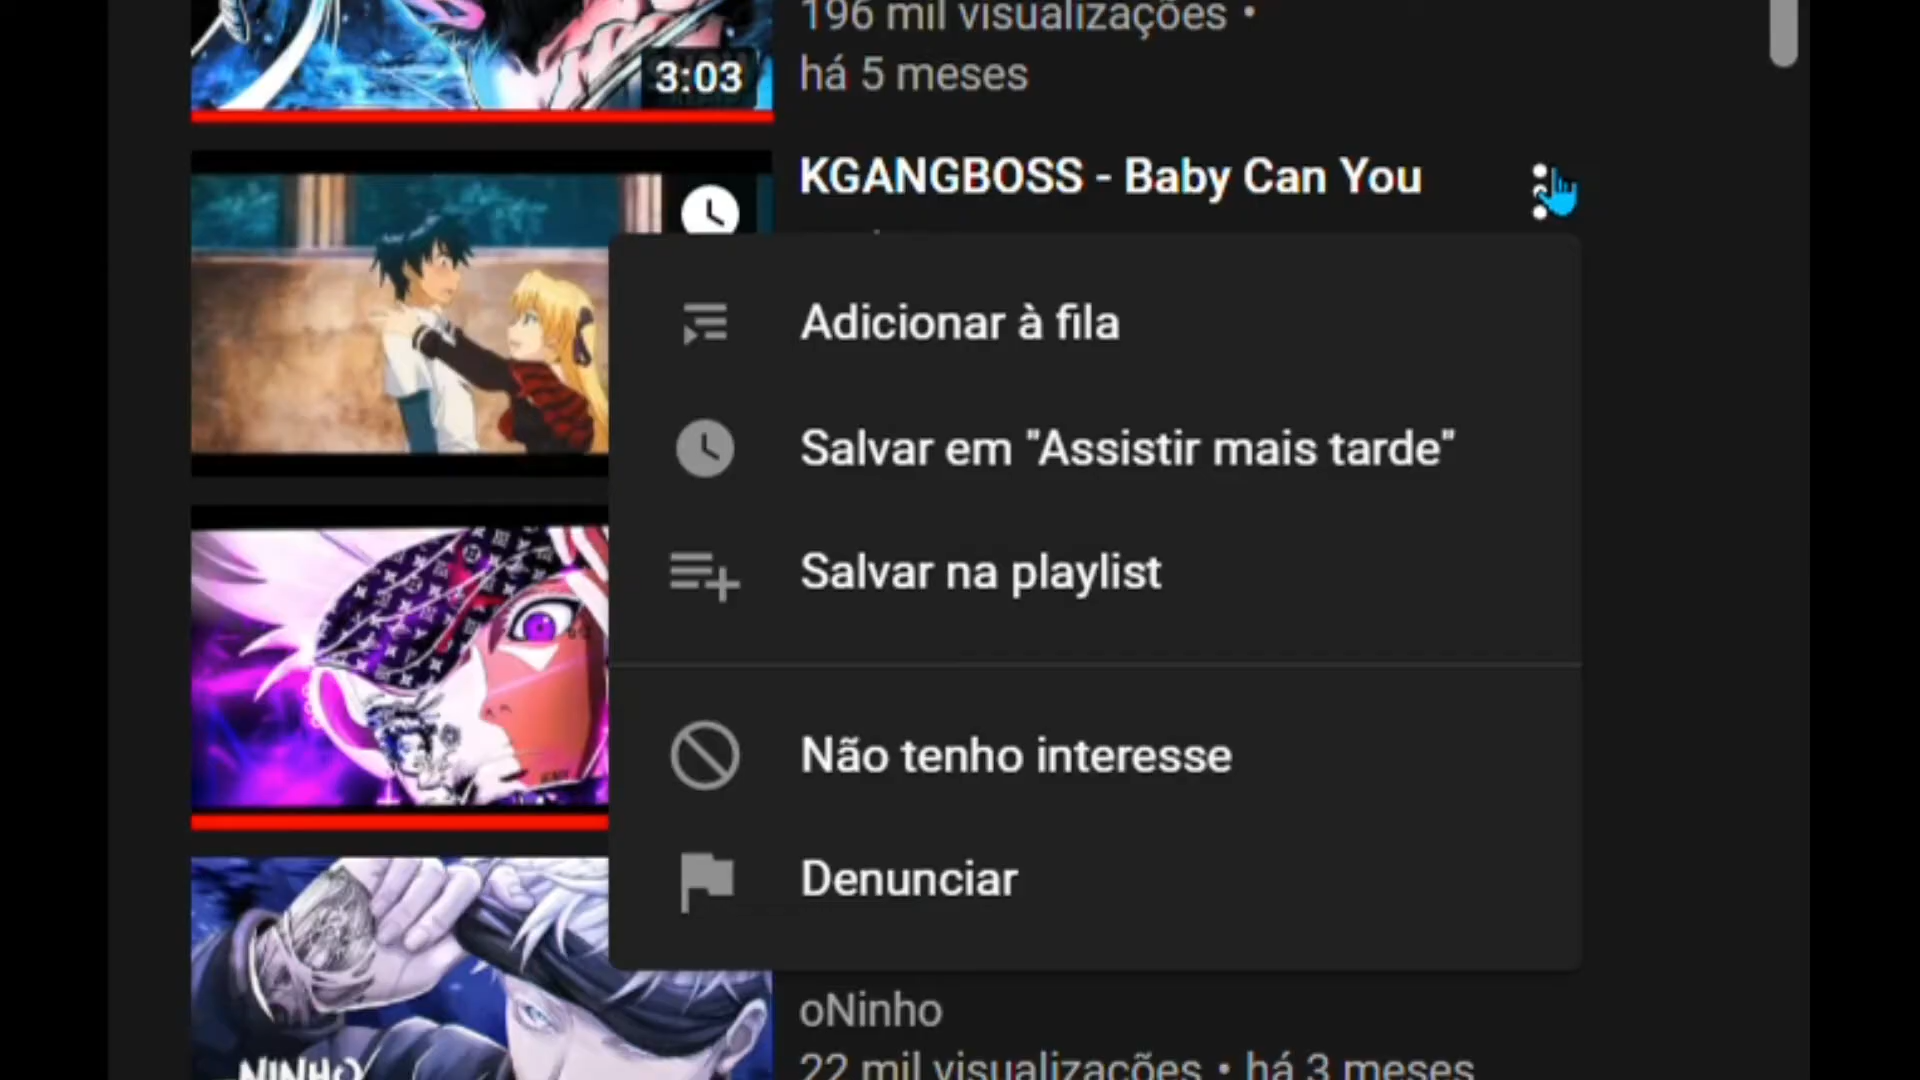 196 mil visualizações •
há 5 meses
3:03
KGANGBOSS - Baby Can You
Adicionar à fila
Salvar em "Assistir mais tarde"
Salvar na playlist
Não tenho interesse
Denunciar
oNinho
22 mil visualizações • há 3 meses
NINHO